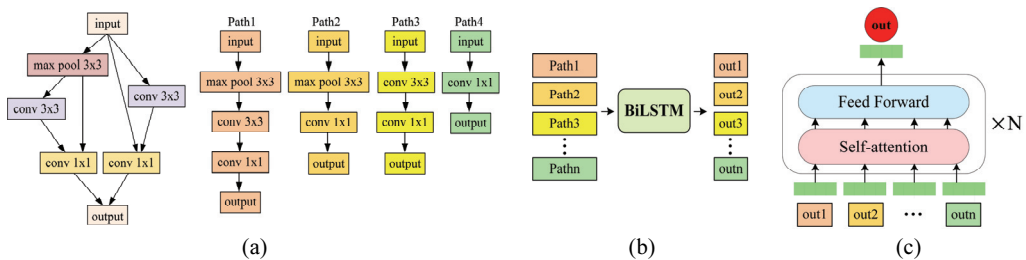 input
max pool 3x3
conv 3x3
conv 3x3
conv 1x1
conv 1x1
output
Path1
input
max pool 3x3
conv 3x3
conv 1x1
output
Path2
input
max pool 3x3
conv 1x1
output
Path3
input
conv 3x3
conv 1x1
output
Path4
input
conv 1x1
output
(a)
Path1
Path2
Path3
Pathn
BiLSTM
out1
out2
out3
outn
(b)
out
Feed Forward
Self-attention
×N
out1
out2
...
outn
(c)